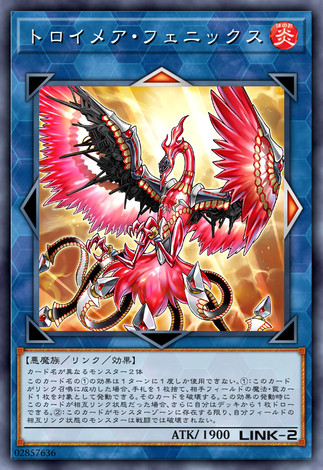 トロイメア・フェニックス 炎
【悪魔族／リンク／効果】
カード名が異なるモンスター２体
このカード名の①の効果は１ターンに１度しか使用できない。①：このカード
がリンク召喚に成功した場合、手札を１枚捨て、相手フィールドの魔法・罠カー
ド１枚を対象として発動できる。そのカードを破壊する。この効果の発動時に
このカードが相互リンク状態だった場合、さらに自分はデッキから１枚ドロー
できる。②：このカードがモンスターゾーンに存在する限り、自分フィールドの
相互リンク状態のモンスターは戦闘では破壊されない。
ATK/1900 LINK-2
02857636